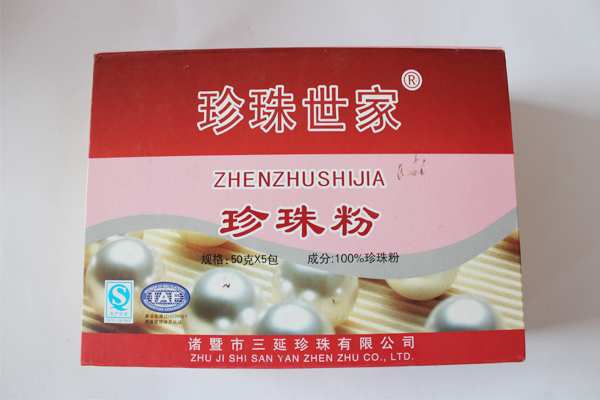 珍珠世家®
ZHENZHUSHIJIA
珍珠粉
规格:50克X5包 成分:100%珍珠粉
IAF
诸暨市三延珍珠有限公司
ZHU JI SHI SAN YAN ZHEN ZHU CO., LTD.